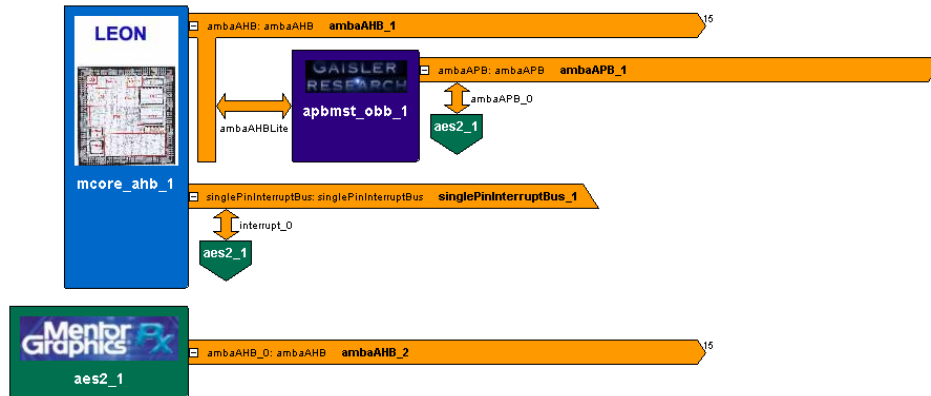 LEON
mcore_ahb_1
ambaAHB: ambaAHB ambaAHB_1
15
ambaAHBLite
GAISLER
RESEARCH
apbmst_obb_1
ambaAPB: ambaAPB ambaAPB_1
ambaAPB_0
aes2_1
singlePinInterruptBus: singlePinInterruptBus singlePinInterruptBus_1
interrupt_0
aes2_1
Mentor
Graphics Px
aes2_1
ambaAHB_0: ambaAHB ambaAHB_2
15